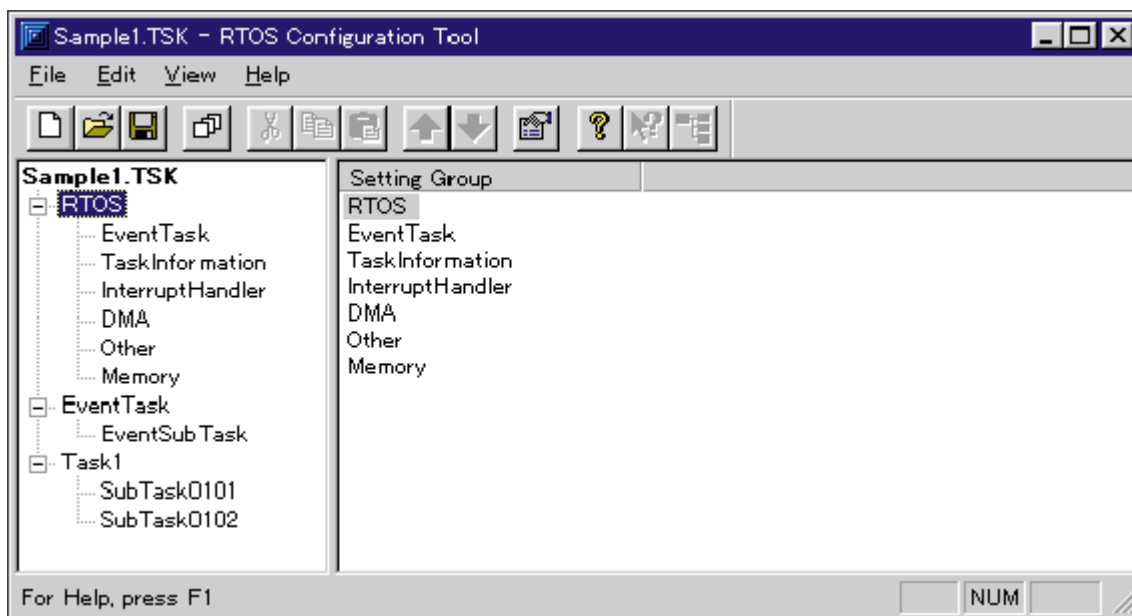 Sample1.TSK - RTOS Configuration Tool
File Edit View Help
Sample1.TSK
RTOS
EventTask
TaskInformation
InterruptHandler
DMA
Other
Memory
EventTask
EventSubTask
Task1
SubTask0101
SubTask0102
Setting Group
RTOS
EventTask
TaskInformation
InterruptHandler
DMA
Other
Memory
For Help, press F1
NUM